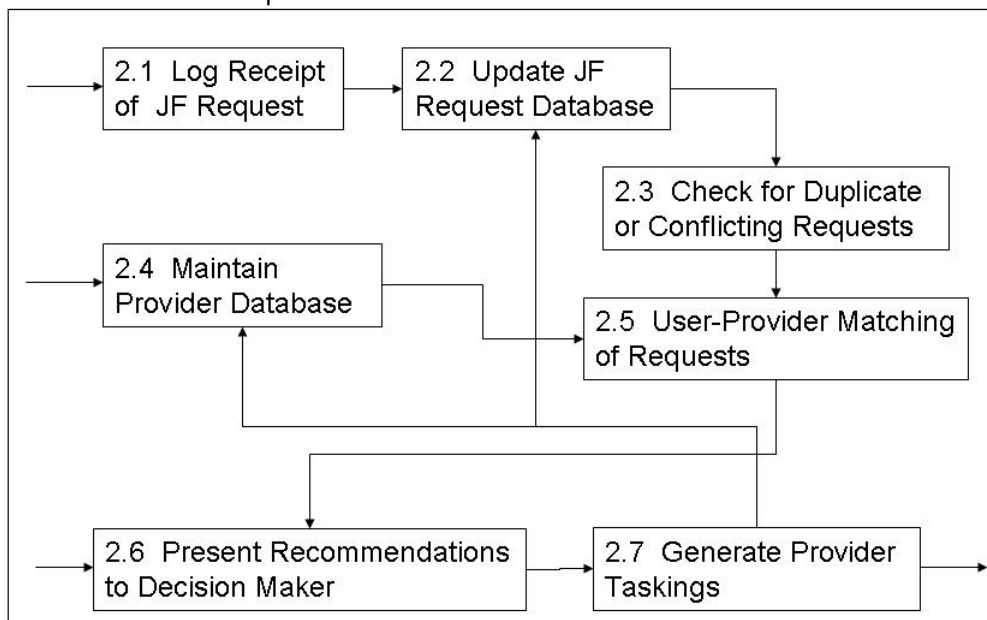 2.1 Log Receipt
of JF Request
2.2 Update JF
Request Database
2.3 Check for Duplicate
or Conflicting Requests
2.4 Maintain
Provider Database
2.5 User-Provider Matching
of Requests
2.6 Present Recommendations
to Decision Maker
2.7 Generate Provider
Taskings